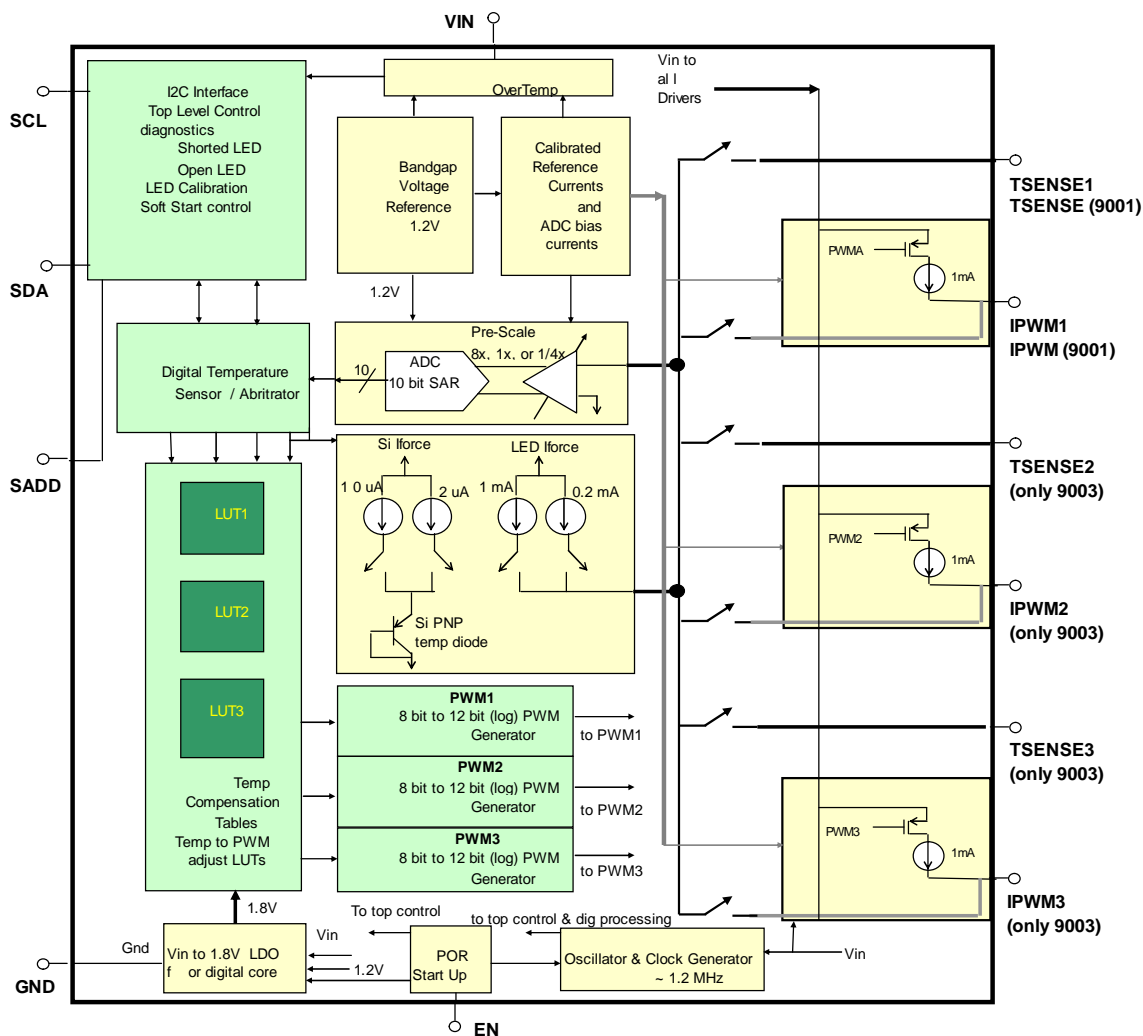 VIN
SCL
SDA
SADD
GND
EN
I2C Interface
Top Level Control
diagnostics
Shorted LED
Open LED
LED Calibration
Soft Start control
OverTemp
Bandgap
Voltage
Reference
1.2V
Calibrated
Reference
Currents
and
ADC bias
currents
Vin to
al l
Drivers
TSENSE1
TSENSE (9001)
PWMA
1mA
IPWM1
IPWM (9001)
1.2V
Digital Temperature
Sensor / Abritrator
10
Pre-Scale
8x, 1x, or 1/4x
ADC
10 bit SAR
TSENSE2
(only 9003)
PWM2
1mA
IPWM2
(only 9003)
Si Iforce
LED Iforce
1 0 uA
2 uA
1 mA
0.2 mA
Si PNP
temp diode
LUT1
LUT2
LUT3
Temp
Compensation
Tables
Temp to PWM
adjust LUTs
PWM1
8 bit to 12 bit (log) PWM
Generator
to PWM1
PWM2
8 bit to 12 bit (log) PWM
Generator
to PWM2
PWM3
8 bit to 12 bit (log) PWM
Generator
to PWM3
TSENSE3
(only 9003)
PWM3
1mA
IPWM3
(only 9003)
1.8V
Gnd
Vin to 1.8V LDO
f or digital core
Vin
1.2V
To top control
POR
Start Up
to top control & dig processing
Oscillator & Clock Generator
~ 1.2 MHz
Vin